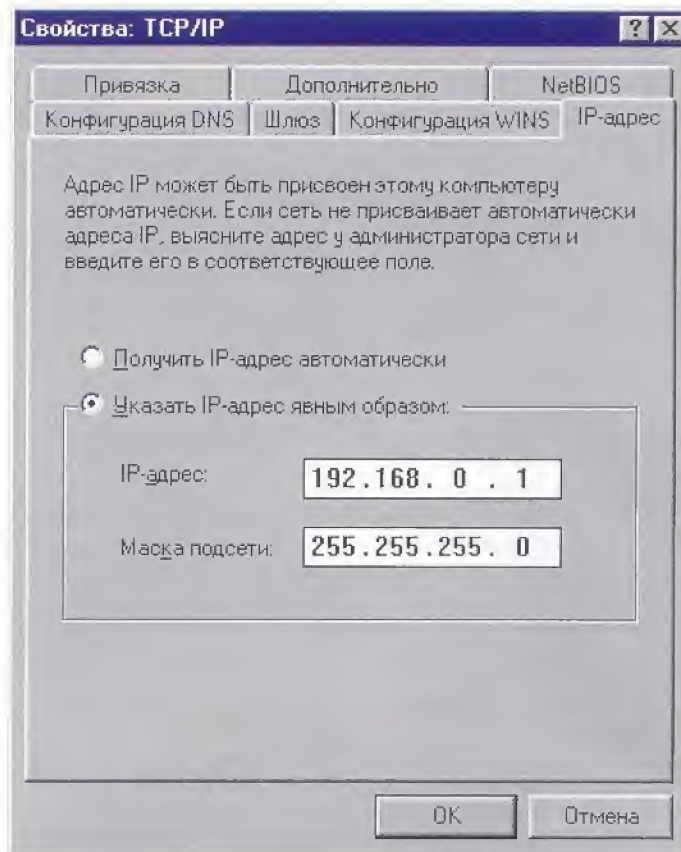 Свойства: TCP/IP
Привязка Дополнительно NetBIOS
Конфигурация DNS Шлюз Конфигурация WINS IP-адрес
Адрес IP может быть присвоен этому компьютеру
автоматически. Если сеть не присваивает автоматически
адреса IP, выясните адрес у администратора сети и
введите его в соответствующее поле.
Получить IP-адрес автоматически
Указать IP-адрес явным образом:
IP-адрес: 192.168. 0 . 1
Маска подсети: 255.255.255. 0
OK Отмена